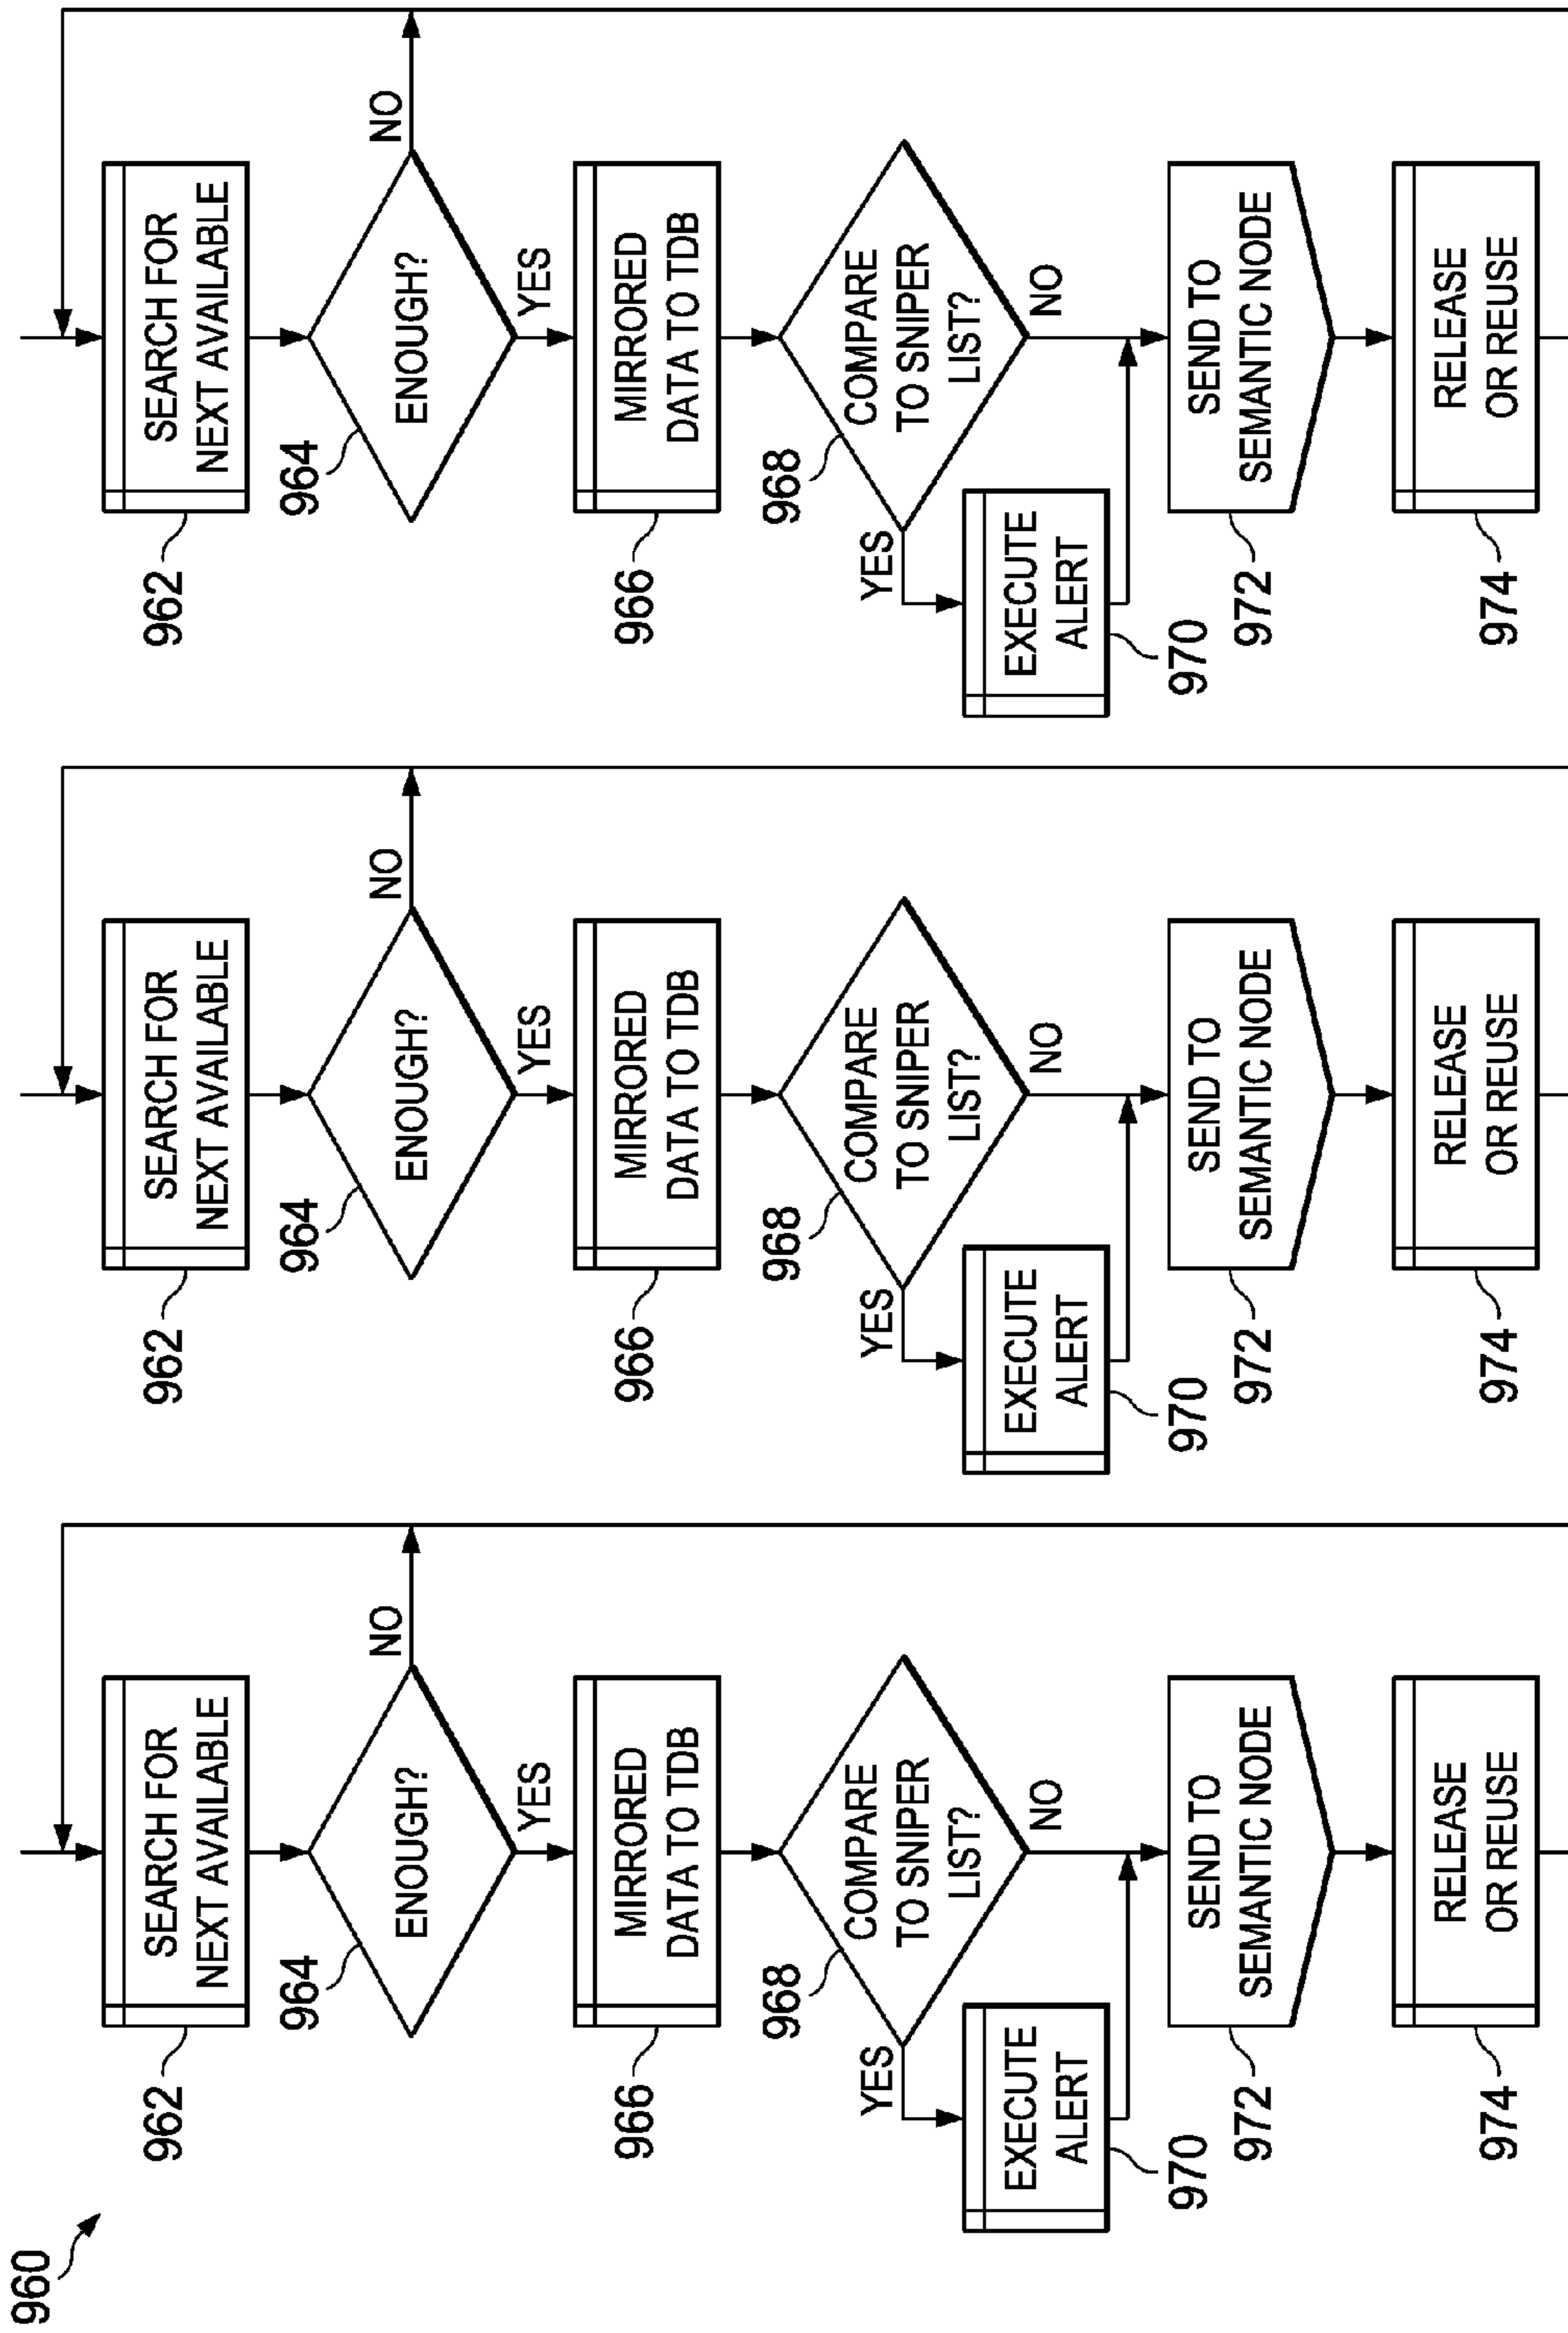 960
SEARCH FOR
NEXT AVAILABLE
962
ENOUGH?
964
NO
YES
MIRRORED
DATA TO TDB
966
COMPARE
TO SNIPER
LIST?
968
YES
NO
EXECUTE
ALERT
970
SEND TO
SEMANTIC NODE
972
RELEASE
OR REUSE
974
SEARCH FOR
NEXT AVAILABLE
962
ENOUGH?
964
NO
YES
MIRRORED
DATA TO TDB
966
COMPARE
TO SNIPER
LIST?
968
YES
NO
EXECUTE
ALERT
970
SEND TO
SEMANTIC NODE
972
RELEASE
OR REUSE
974
SEARCH FOR
NEXT AVAILABLE
962
ENOUGH?
964
NO
YES
MIRRORED
DATA TO TDB
966
COMPARE
TO SNIPER
LIST?
968
YES
NO
EXECUTE
ALERT
970
SEND TO
SEMANTIC NODE
972
RELEASE
OR REUSE
974